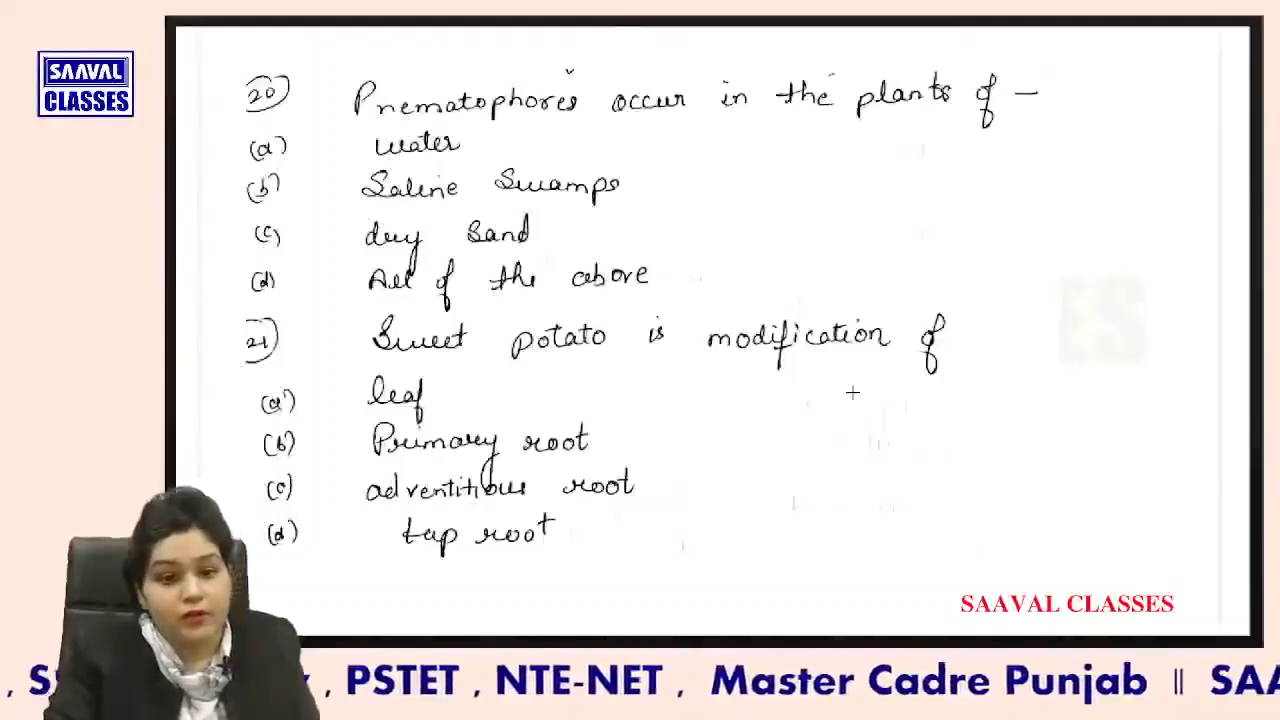 SAAVAL
CLASSES
20 Pnematophores occur in the plants of —
(a) water
(b) Saline Swamps
(c) dry Sand
(d) All of the above
21 Sweet potato is modification of
(a) leaf
(b) Primary root
(c) adventitious root
(d) tap root
ES
SAAVAL CLASSES
, PSTET , NTE-NET , Master Cadre Punjab || SAA